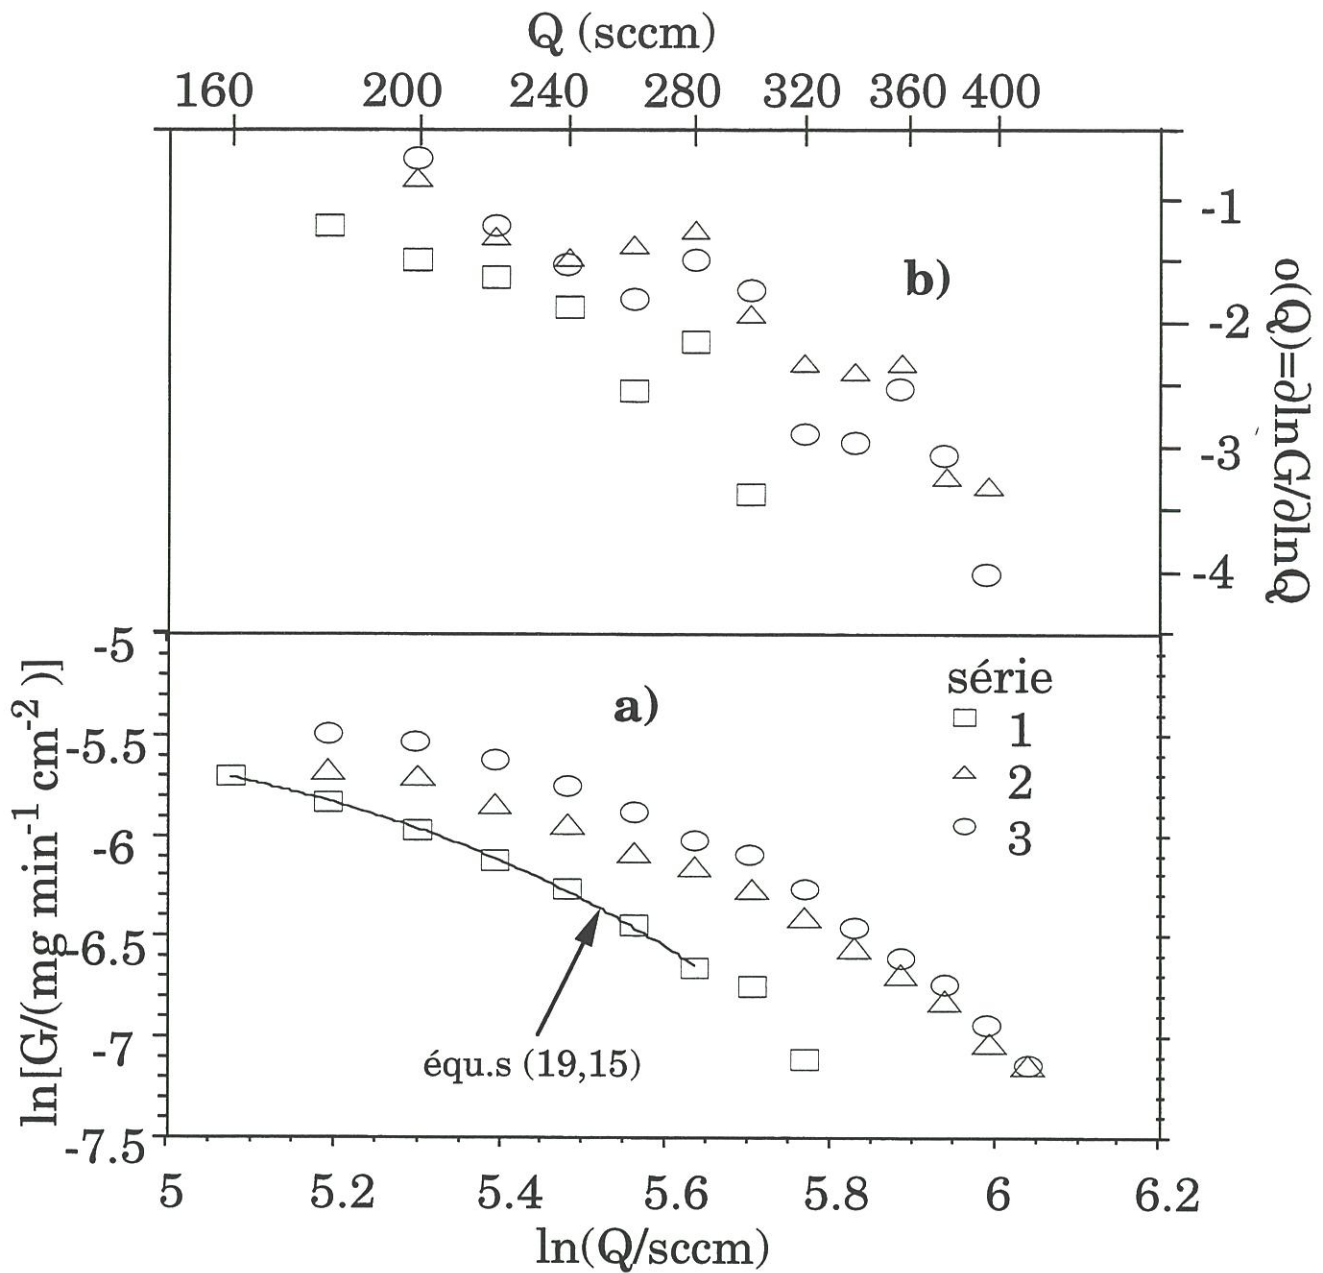 Q (sccm)
160 200 240 280 320 360 400
b)
-1
-2
-3
-4
o(Q)=∂lnG/∂lnQ
-5
-5.5
-6
-6.5
-7
-7.5
ln[G/(mg min⁻¹ cm⁻²)]
a)
série
1
2
3
équ.s (19,15)
5 5.2 5.4 5.6 5.8 6 6.2
ln(Q/sccm)